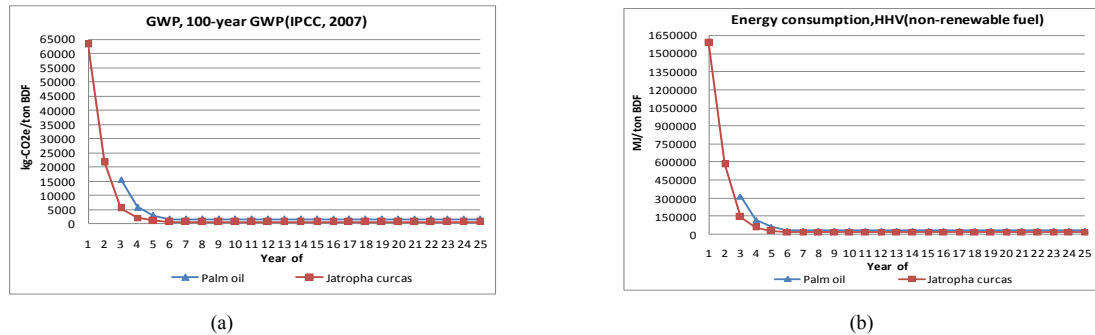 GWP, 100-year GWP(IPCC, 2007)
65000
60000
55000
50000
45000
40000
35000
30000
25000
20000
15000
10000
5000
0
kg-CO2e/ton BDF
1 2 3 4 5 6 7 8 9 10 11 12 13 14 15 16 17 18 19 20 21 22 23 24 25
Year of
Palm oil Jatropha curcas
(a)
Energy consumption,HHV(non-renewable fuel)
1650000
1500000
1350000
1200000
1050000
900000
750000
600000
450000
300000
150000
0
MJ/ton BDF
1 2 3 4 5 6 7 8 9 10 11 12 13 14 15 16 17 18 19 20 21 22 23 24 25
Year of
Palm oil Jatropha curcas
(b)